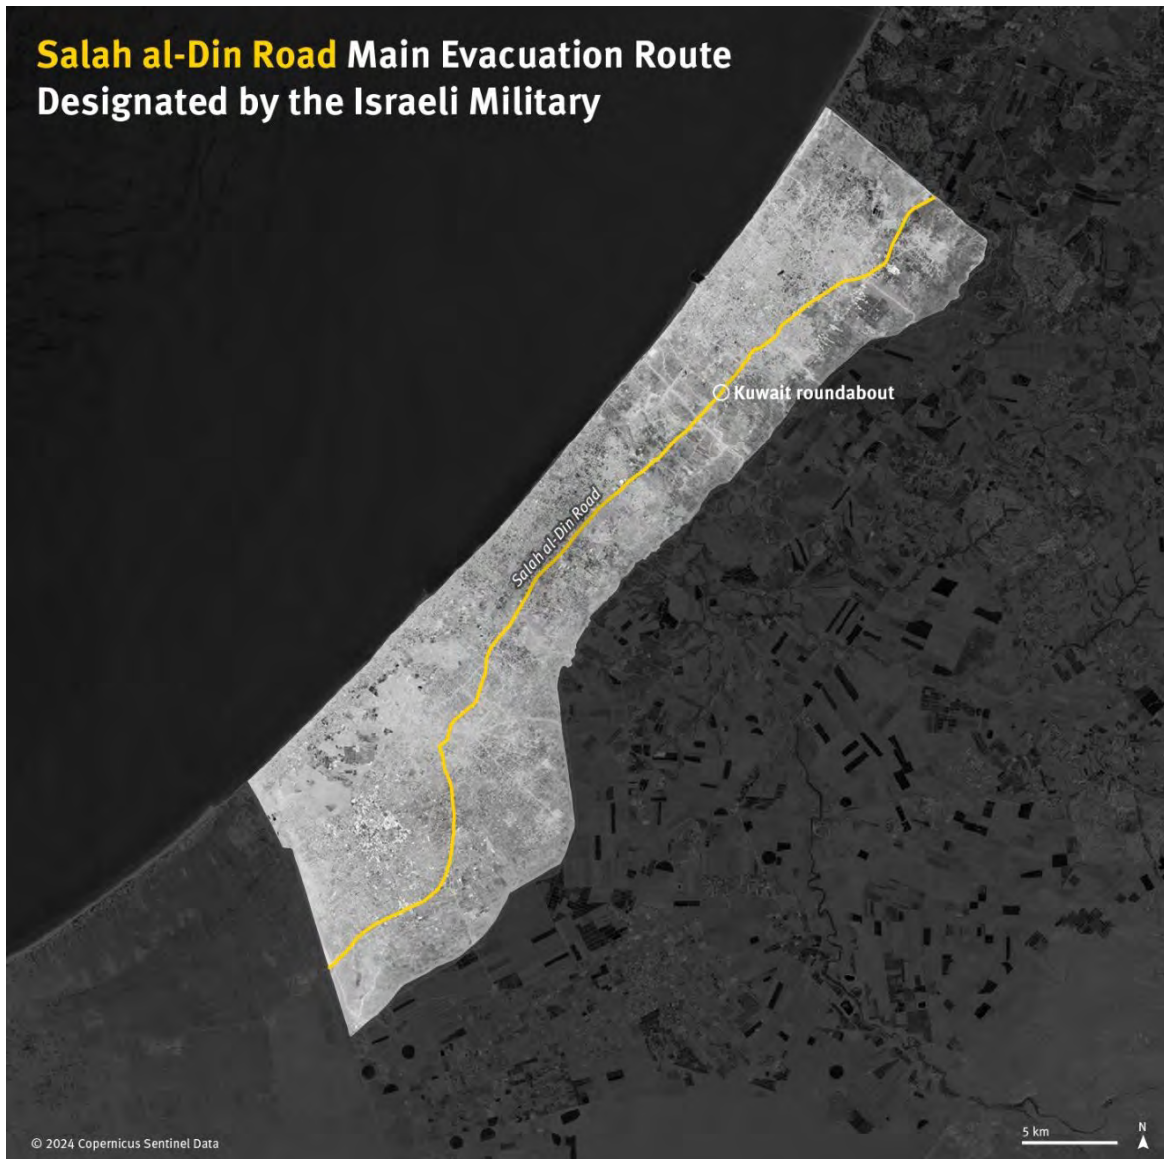 Salah al-Din Road Main Evacuation Route
Designated by the Israeli Military
Kuwait roundabout
Salah al-Din Road
© 2024 Copernicus Sentinel Data
5 km
N